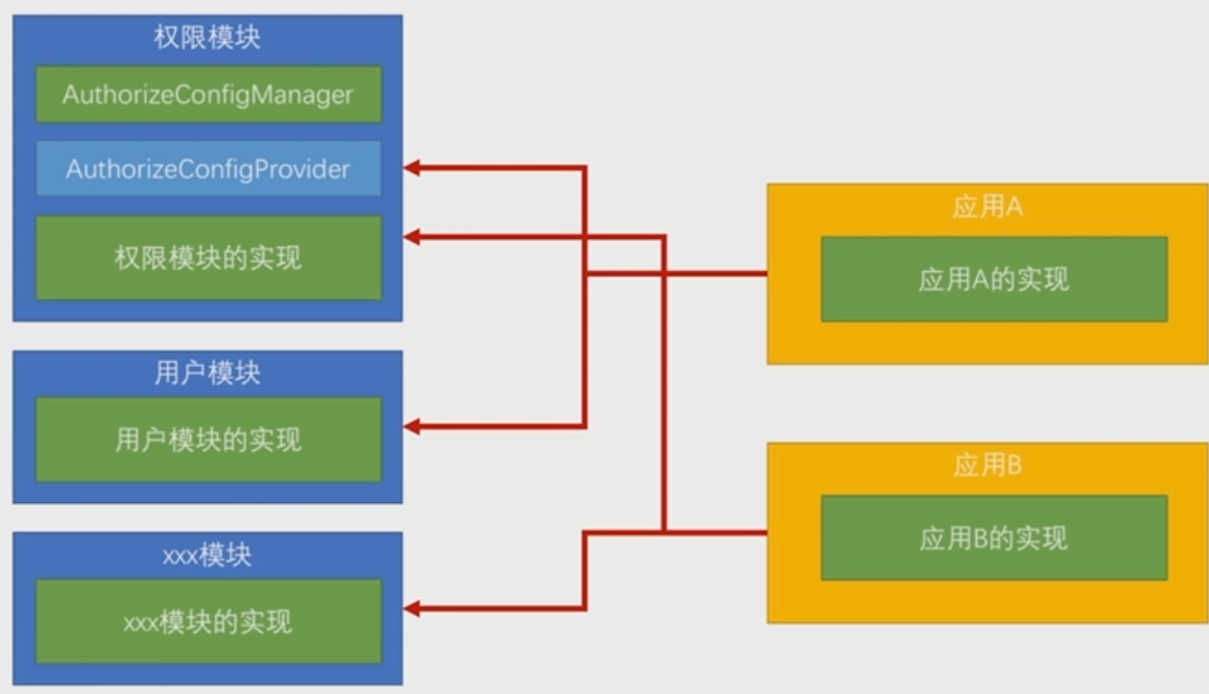 权限模块
AuthorizeConfigManager
AuthorizeConfigProvider
权限模块的实现
用户模块
用户模块的实现
xxx模块
xxx模块的实现
应用A
应用A的实现
应用B
应用B的实现